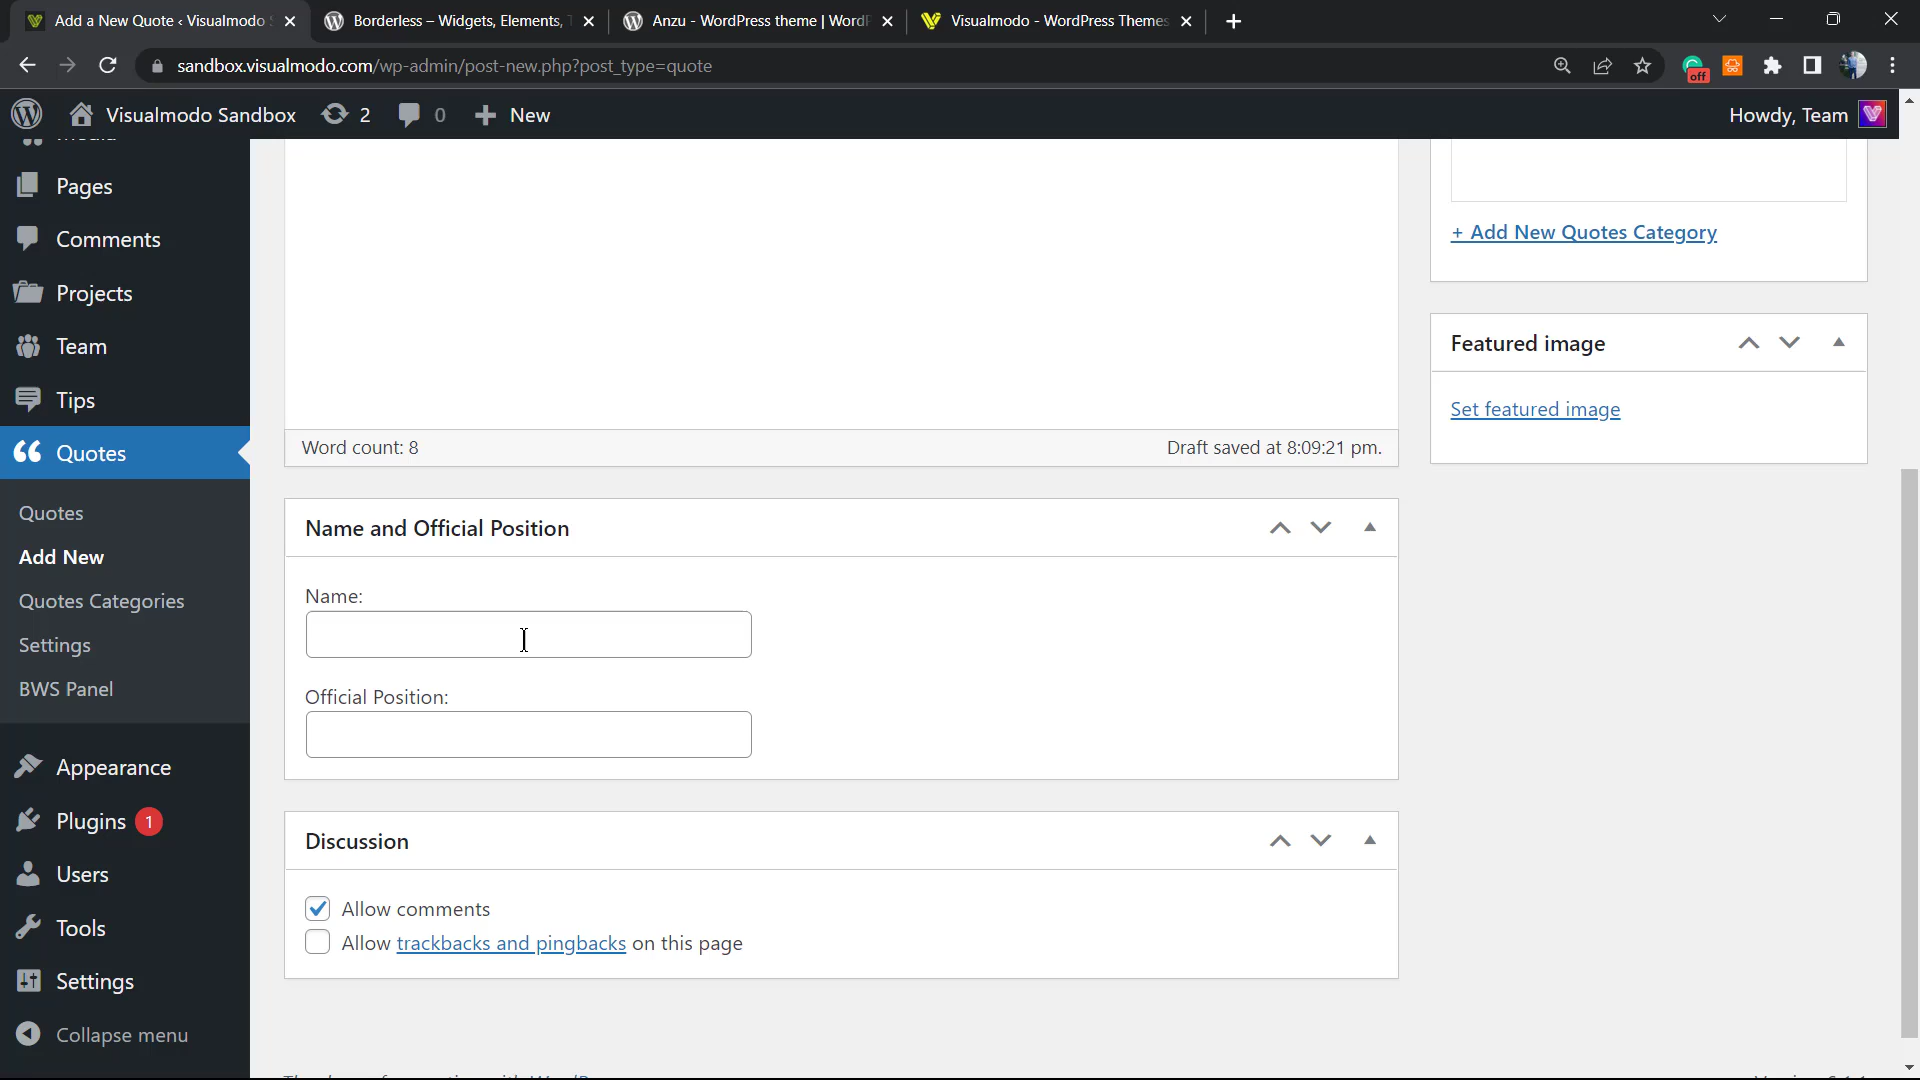 Add a New Quote ‹ Visualmodo
Borderless – Widgets, Elements,
Anzu - WordPress theme | Word
Visualmodo - WordPress Themes
sandbox.visualmodo.com/wp-admin/post-new.php?post_type=quote
off
Visualmodo Sandbox
2
0
New
Howdy, Team
Pages
Comments
Projects
Team
Tips
Quotes
Quotes
Add New
Quotes Categories
Settings
BWS Panel
Appearance
Plugins 1
Users
Tools
Settings
Collapse menu
Word count: 8
Draft saved at 8:09:21 pm.
Name and Official Position
Name:
Official Position:
Discussion
Allow comments
Allow trackbacks and pingbacks on this page
+ Add New Quotes Category
Featured image
Set featured image